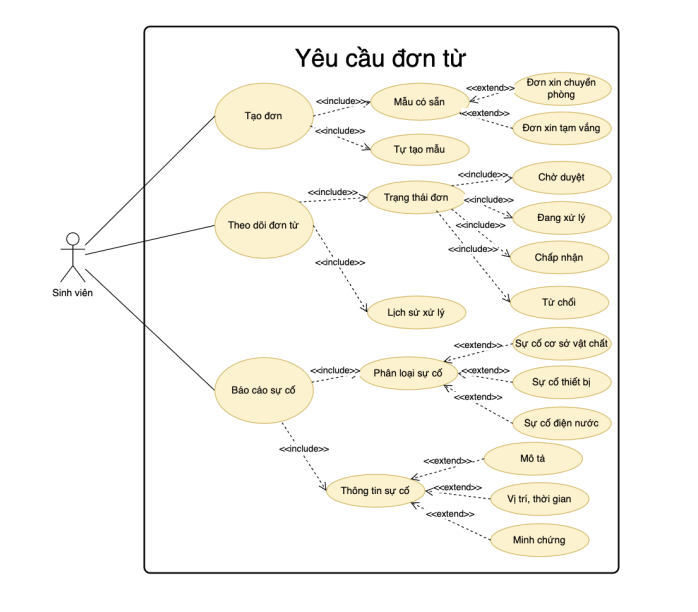 Yêu cầu đơn từ
Tạo đơn
<<include>>
Mẫu có sẵn
<<extend>>
Đơn xin chuyển
phòng
<<extend>>
Đơn xin tạm vắng
<<include>>
Tự tạo mẫu
Theo dõi đơn từ
<<include>>
Trạng thái đơn
<<include>>
Chờ duyệt
<<include>>
Đang xử lý
<<include>>
Chấp nhận
<<include>>
Từ chối
<<include>>
Lịch sử xử lý
Sinh viên
Báo cáo sự cố
<<include>>
Phân loại sự cố
<<extend>>
Sự cố cơ sở vật chất
<<extend>>
Sự cố thiết bị
<<extend>>
Sự cố điện nước
<<include>>
Thông tin sự cố
<<extend>>
Mô tả
<<extend>>
Vị trí, thời gian
<<extend>>
Minh chứng